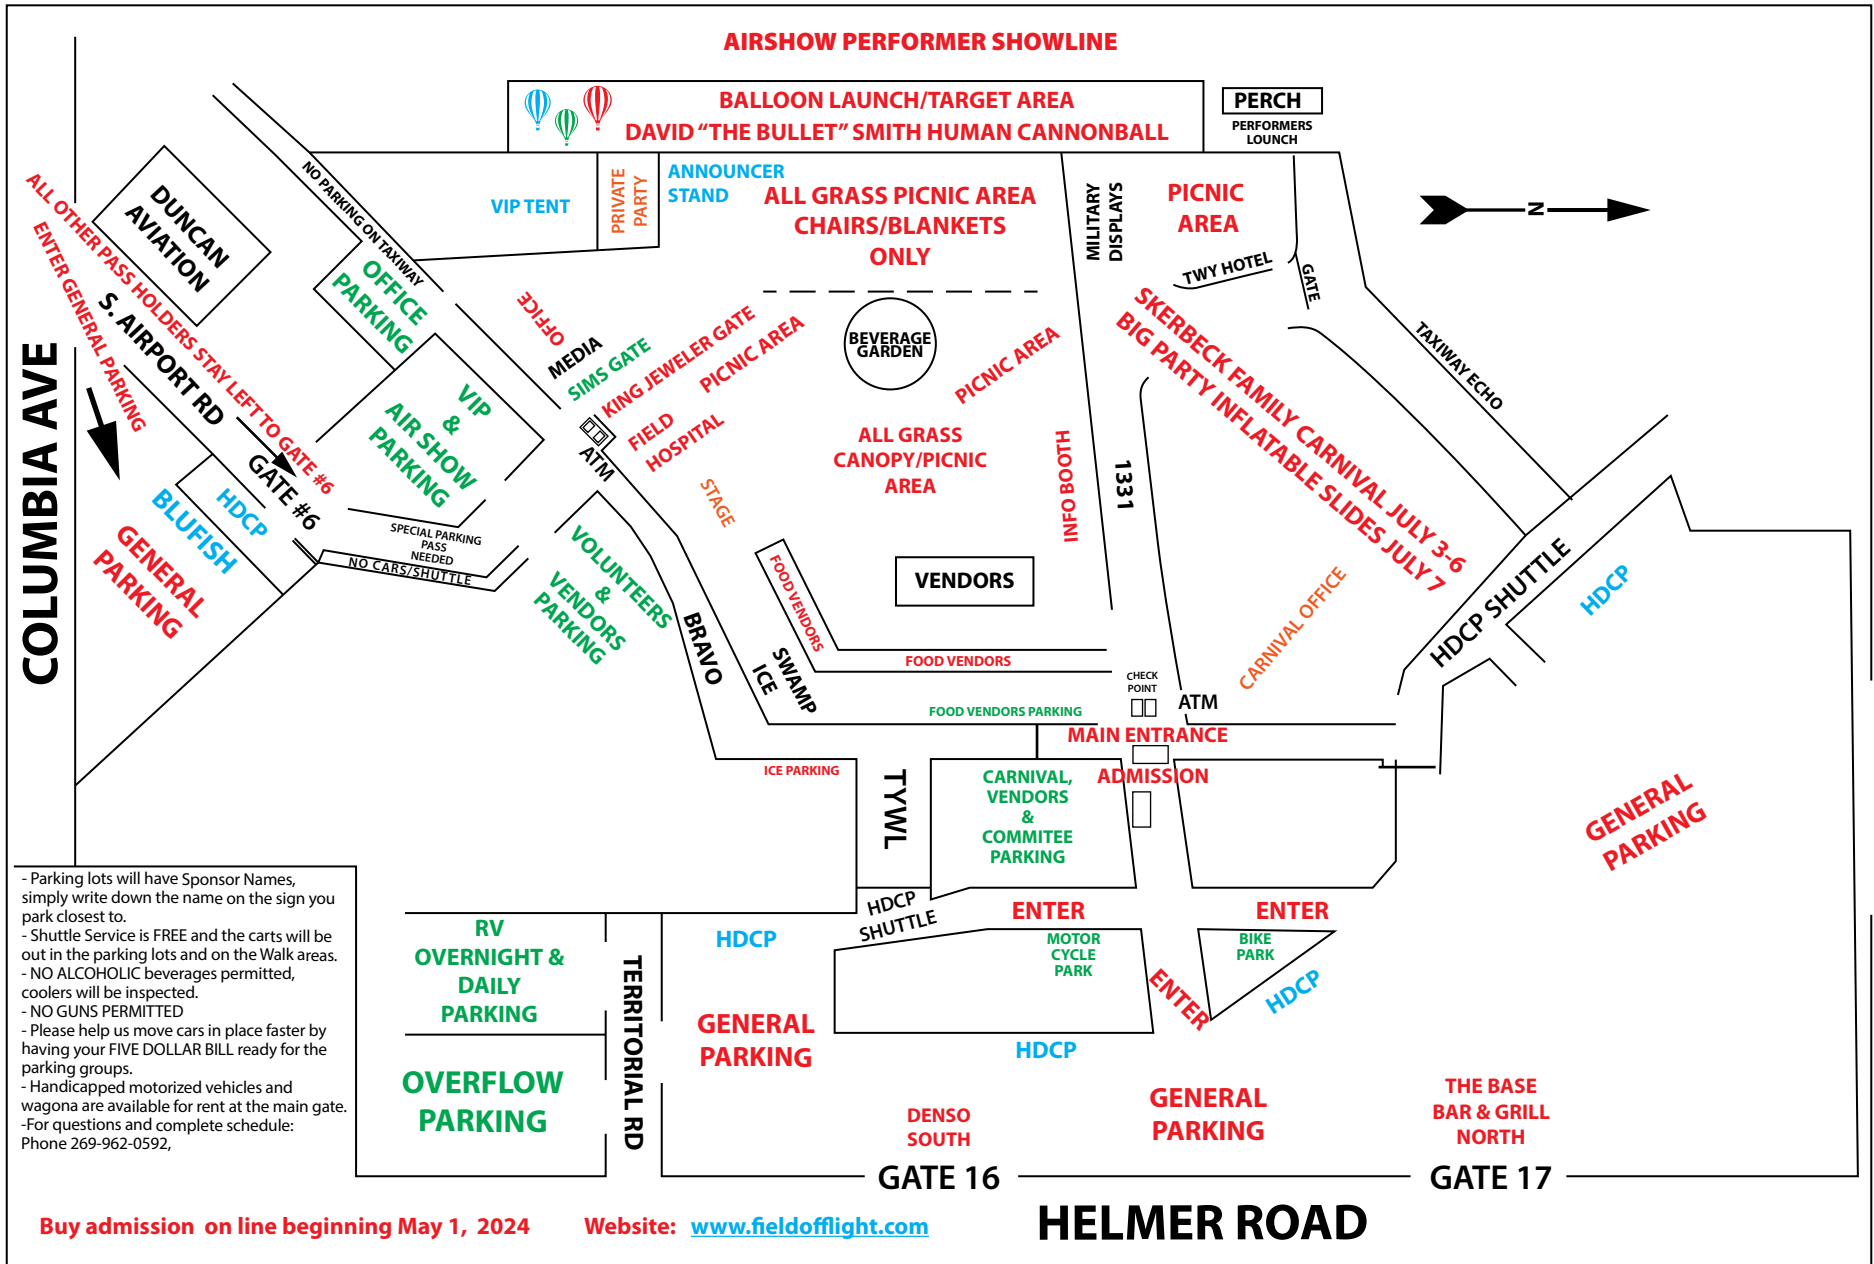 AIRSHOW PERFORMER SHOWLINE
BALLOON LAUNCH/TARGET AREA
DAVID “THE BULLET” SMITH HUMAN CANNONBALL
PERCH
PERFORMERS
LOUNCH
NO PARKING ON TAXIWAY
VIP TENT
PRIVATE
PARTY
ANNOUNCER
STAND
ALL GRASS PICNIC AREA
CHAIRS/BLANKETS
ONLY
MILITARY
DISPLAYS
PICNIC
AREA
N
TWY HOTEL
GATE
TAXIWAY ECHO
DUNCAN
AVIATION
ALL OTHER PASS HOLDERS STAY LEFT TO GATE #6
ENTER GENERAL PARKING
S. AIRPORT RD
GATE #6
COLUMBIA AVE
OFFICE
PARKING
OFFICE
MEDIA
SIMS GATE
KING JEWELER GATE
PICNIC AREA
BEVERAGE
GARDEN
PICNIC AREA
SKERBECK FAMILY CARNIVAL JULY 3-6
BIG PARTY INFLATABLE SLIDES JULY 7
VIP
&
AIR SHOW
PARKING
ATM
FIELD
HOSPITAL
STAGE
ALL GRASS
CANOPY/PICNIC
AREA
INFO BOOTH
1331
HDCP
BLUFISH
GENERAL
PARKING
SPECIAL PARKING
PASS
NEEDED
NO CARS/SHUTTLE
VOLUNTEERS
&
VENDORS
PARKING
BRAVO
SWAMP
ICE
FOOD VENDORS
VENDORS
FOOD VENDORS
FOOD VENDORS PARKING
CHECK
POINT
ATM
CARNIVAL OFFICE
HDCP SHUTTLE
HDCP
MAIN ENTRANCE
ADMISSION
ICE PARKING
TYWL
CARNIVAL,
VENDORS
&
COMMITEE
PARKING
GENERAL
PARKING
- Parking lots will have Sponsor Names,
simply write down the name on the sign you
park closest to.
- Shuttle Service is FREE and the carts will be
out in the parking lots and on the Walk areas.
- NO ALCOHOLIC beverages permitted,
coolers will be inspected.
- NO GUNS PERMITTED
- Please help us move cars in place faster by
having your FIVE DOLLAR BILL ready for the
parking groups.
- Handicapped motorized vehicles and
wagona are available for rent at the main gate.
-For questions and complete schedule:
Phone 269-962-0592,
RV
OVERNIGHT &
DAILY
PARKING
OVERFLOW
PARKING
TERRITORIAL RD
HDCP
HDCP
SHUTTLE
ENTER
ENTER
MOTOR
CYCLE
PARK
BIKE
PARK
ENTER
HDCP
GENERAL
PARKING
HDCP
GENERAL
PARKING
DENSO
SOUTH
THE BASE
BAR & GRILL
NORTH
GATE 16
GATE 17
HELMER ROAD
Buy admission on line beginning May 1, 2024
Website: www.fieldofflight.com